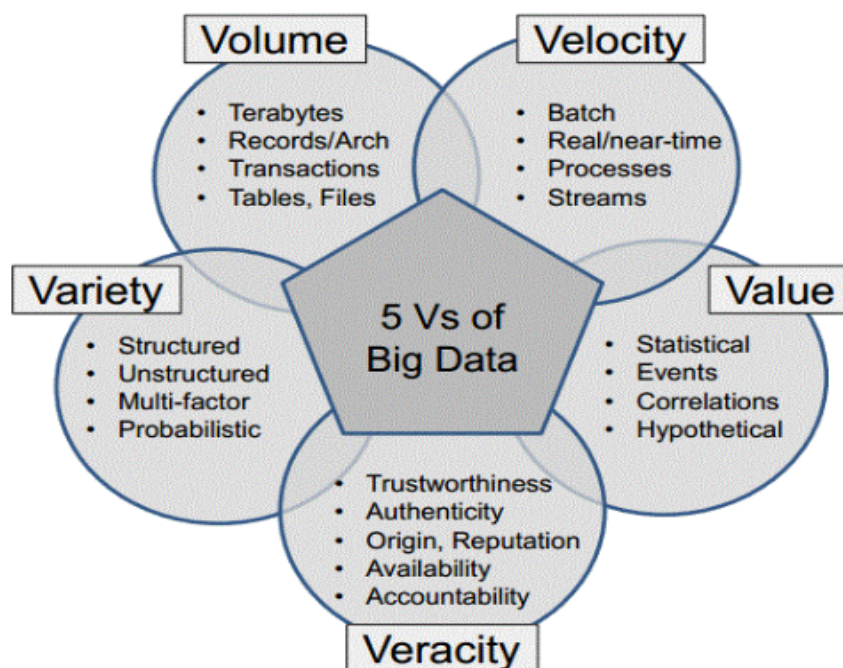 Volume
• Terabytes
• Records/Arch
• Transactions
• Tables, Files
Velocity
• Batch
• Real/near-time
• Processes
• Streams
Variety
• Structured
• Unstructured
• Multi-factor
• Probabilistic
5 Vs of
Big Data
Value
• Statistical
• Events
• Correlations
• Hypothetical
• Trustworthiness
• Authenticity
• Origin, Reputation
• Availability
• Accountability
Veracity